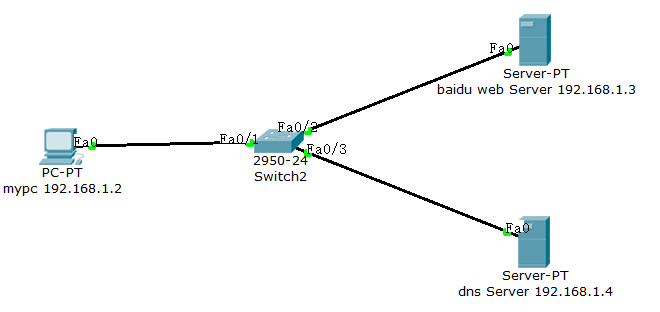 Fa0
Server-PT
baidu web Server 192.168.1.3
Fa0/2
Fa0/1
Fa0
Fa0/3
2950-24
Switch2
PC-PT
mypc 192.168.1.2
Fa0
Server-PT
dns Server 192.168.1.4